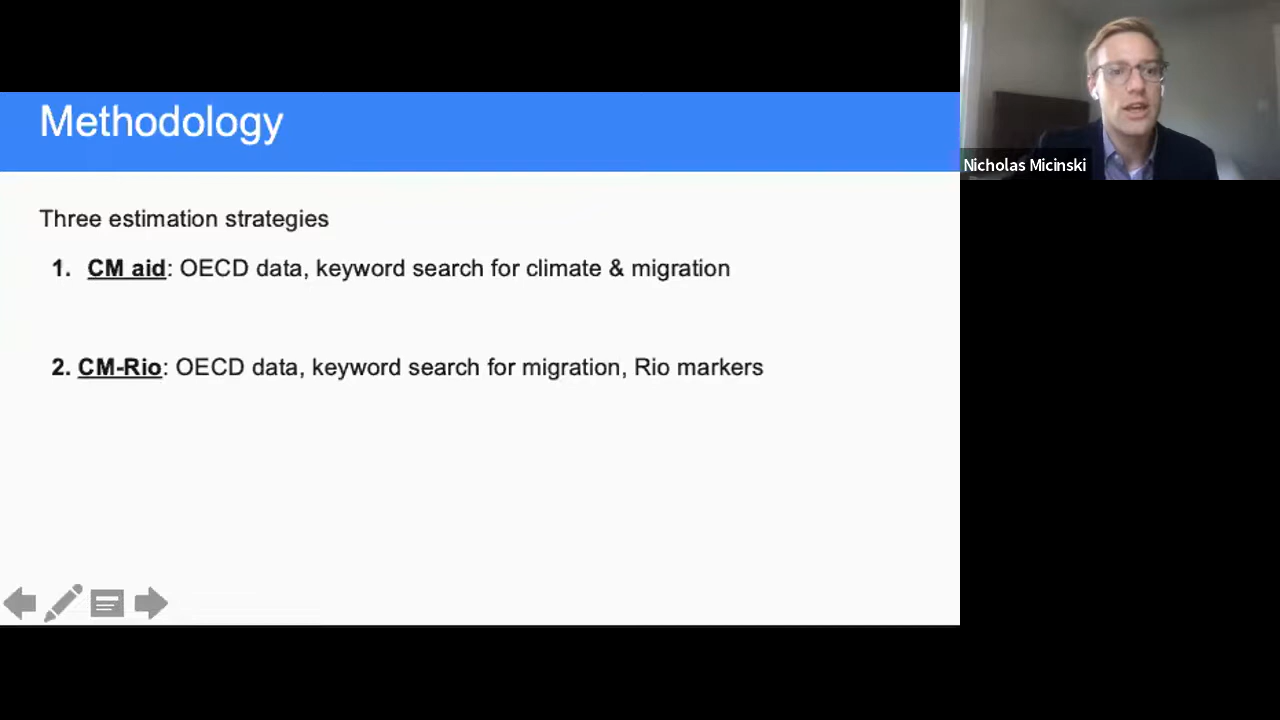 Methodology
Three estimation strategies
1. CM aid: OECD data, keyword search for climate & migration
2. CM-Rio: OECD data, keyword search for migration, Rio markers
Nicholas Micinski